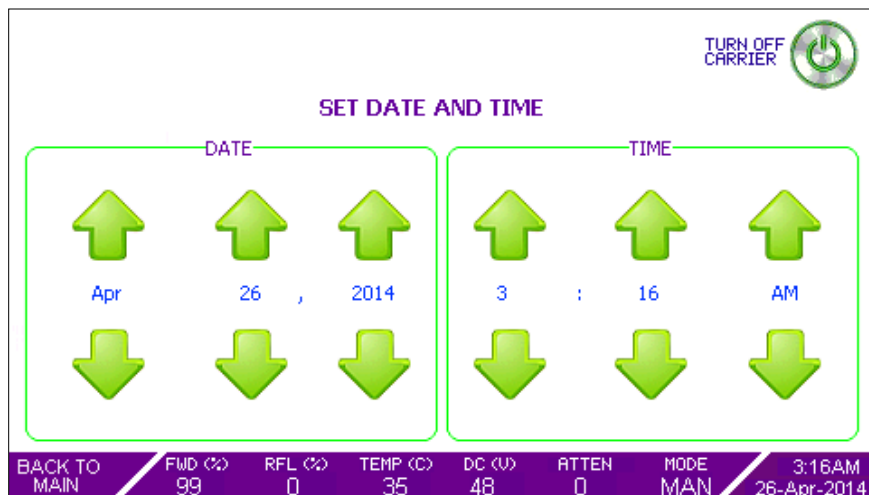 TURN OFF
CARRIER
SET DATE AND TIME
DATE
TIME
Apr 26 , 2014
3 : 16 AM
BACK TO
MAIN
FWD (%) RFL (%) TEMP (C) DC (V) ATTEN MODE
99 0 35 48 0 MAN
3:16AM
26-Apr-2014